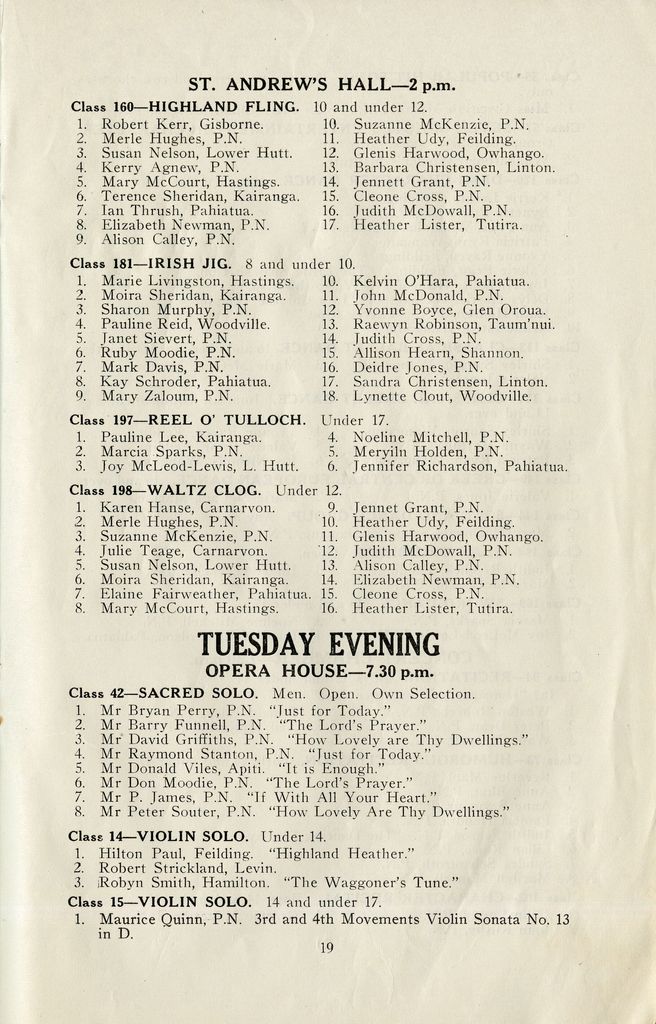 ST. ANDREW'S HALL—2 p.m.
Class 160—HIGHLAND FLING. 10 and under 12.
1. Robert Kerr, Gisborne.
2. Merle Hughes, P.N.
3. Susan Nelson, Lower Hutt.
4. Kerry Agnew, P.N.
5. Mary McCourt, Hastings.
6. Terence Sheridan, Kairanga.
7. Ian Thrush, Pahiatua.
8. Elizabeth Newman, P.N.
9. Alison Calley, P.N.
10. Suzanne McKenzie, P.N.
11. Heather Udy, Feilding.
12. Glenis Harwood, Owhango.
13. Barbara Christensen, Linton.
14. Jennett Grant, P.N.
15. Cleone Cross, P.N.
16. Judith McDowall, P.N.
17. Heather Lister, Tutira.
Class 181—IRISH JIG. 8 and under 10.
1. Marie Livingston, Hastings.
2. Moira Sheridan, Kairanga.
3. Sharon Murphy, P.N.
4. Pauline Reid, Woodville.
5. Janet Sievert, P.N.
6. Ruby Moodie, P.N.
7. Mark Davis, P.N.
8. Kay Schroder, Pahiatua.
9. Mary Zaloum, P.N.
10. Kelvin O'Hara, Pahiatua.
11. John McDonald, P.N.
12. Yvonne Boyce, Glen Oroua.
13. Raewyn Robinson, Taum'nui.
14. Judith Cross, P.N.
15. Allison Hearn, Shannon.
16. Deidre Jones, P.N.
17. Sandra Christensen, Linton.
18. Lynette Clout, Woodville.
Class 197—REEL O' TULLOCH. Under 17.
1. Pauline Lee, Kairanga.
2. Marcia Sparks, P.N.
3. Joy McLeod-Lewis, L. Hutt.
4. Noeline Mitchell, P.N.
5. Meryiln Holden, P.N.
6. Jennifer Richardson, Pahiatua.
Class 198—WALTZ CLOG. Under 12.
1. Karen Hanse, Carnarvon.
2. Merle Hughes, P.N.
3. Suzanne McKenzie, P.N.
4. Julie Teage, Carnarvon.
5. Susan Nelson, Lower Hutt.
6. Moira Sheridan, Kairanga.
7. Elaine Fairweather, Pahiatua.
8. Mary McCourt, Hastings.
9. Jennet Grant, P.N.
10. Heather Udy, Feilding.
11. Glenis Harwood, Owhango.
12. Judith McDowall, P.N.
13. Alison Calley, P.N.
14. Elizabeth Newman, P.N.
15. Cleone Cross, P.N.
16. Heather Lister, Tutira.
TUESDAY EVENING
OPERA HOUSE—7.30 p.m.
Class 42—SACRED SOLO. Men. Open. Own Selection.
1. Mr Bryan Perry, P.N. "Just for Today."
2. Mr Barry Funnell, P.N. "The Lord's Prayer."
3. Mr David Griffiths, P.N. "How Lovely are Thy Dwellings."
4. Mr Raymond Stanton, P.N. "Just for Today."
5. Mr Donald Viles, Apiti. "It is Enough."
6. Mr Don Moodie, P.N. "The Lord's Prayer."
7. Mr P. James, P.N. "If With All Your Heart."
8. Mr Peter Souter, P.N. "How Lovely Are Thy Dwellings."
Class 14—VIOLIN SOLO. Under 14.
1. Hilton Paul, Feilding. "Highland Heather."
2. Robert Strickland, Levin.
3. Robyn Smith, Hamilton. "The Waggoner's Tune."
Class 15—VIOLIN SOLO. 14 and under 17.
1. Maurice Quinn, P.N. 3rd and 4th Movements Violin Sonata No. 13
in D.
19